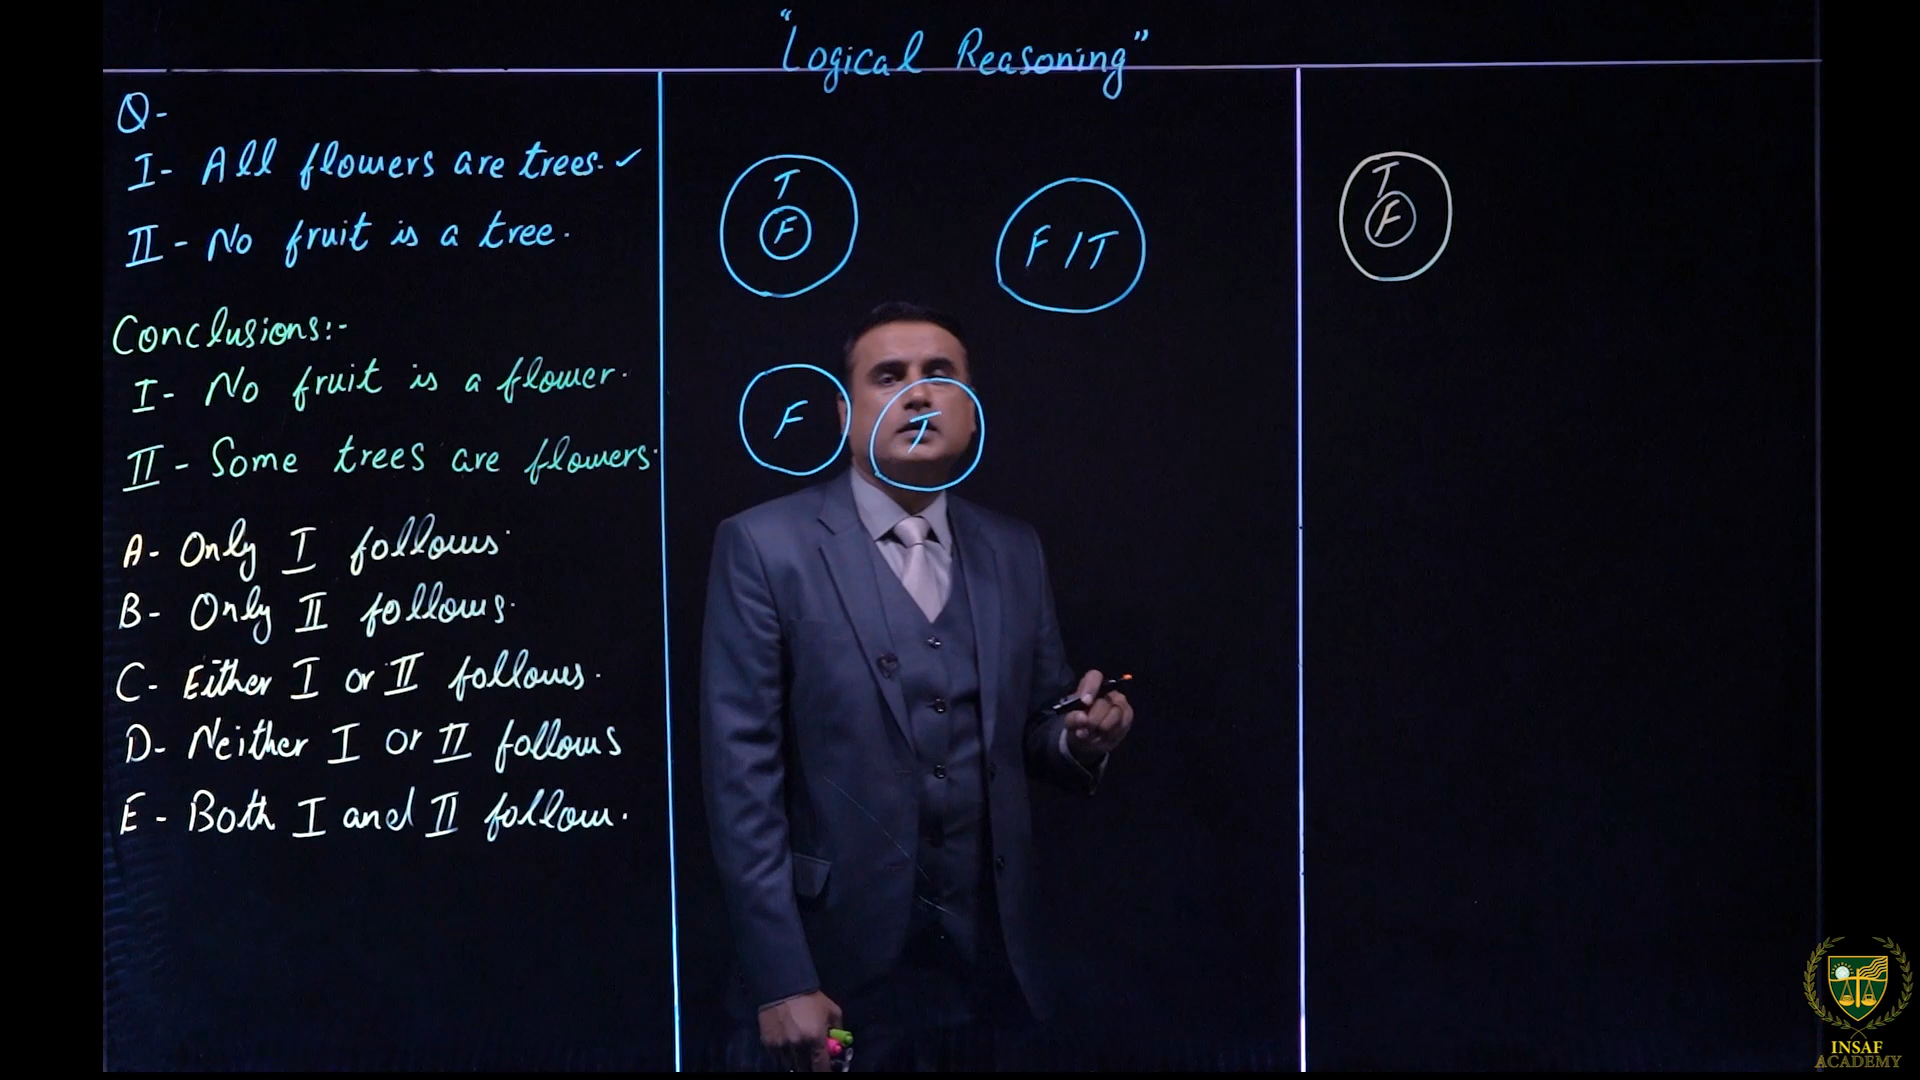 "Logical Reasoning"
Q-
I- All flowers are trees. ✓
II- No fruit is a tree.
Conclusions:-
I- No fruit is a flower.
II- Some trees are flowers.
A- Only I follows.
B- Only II follows.
C- Either I or II follows.
D- Neither I or II follows
E- Both I and II follow.
T
F
F/T
F
T
T
F
INSAF
ACADEMY